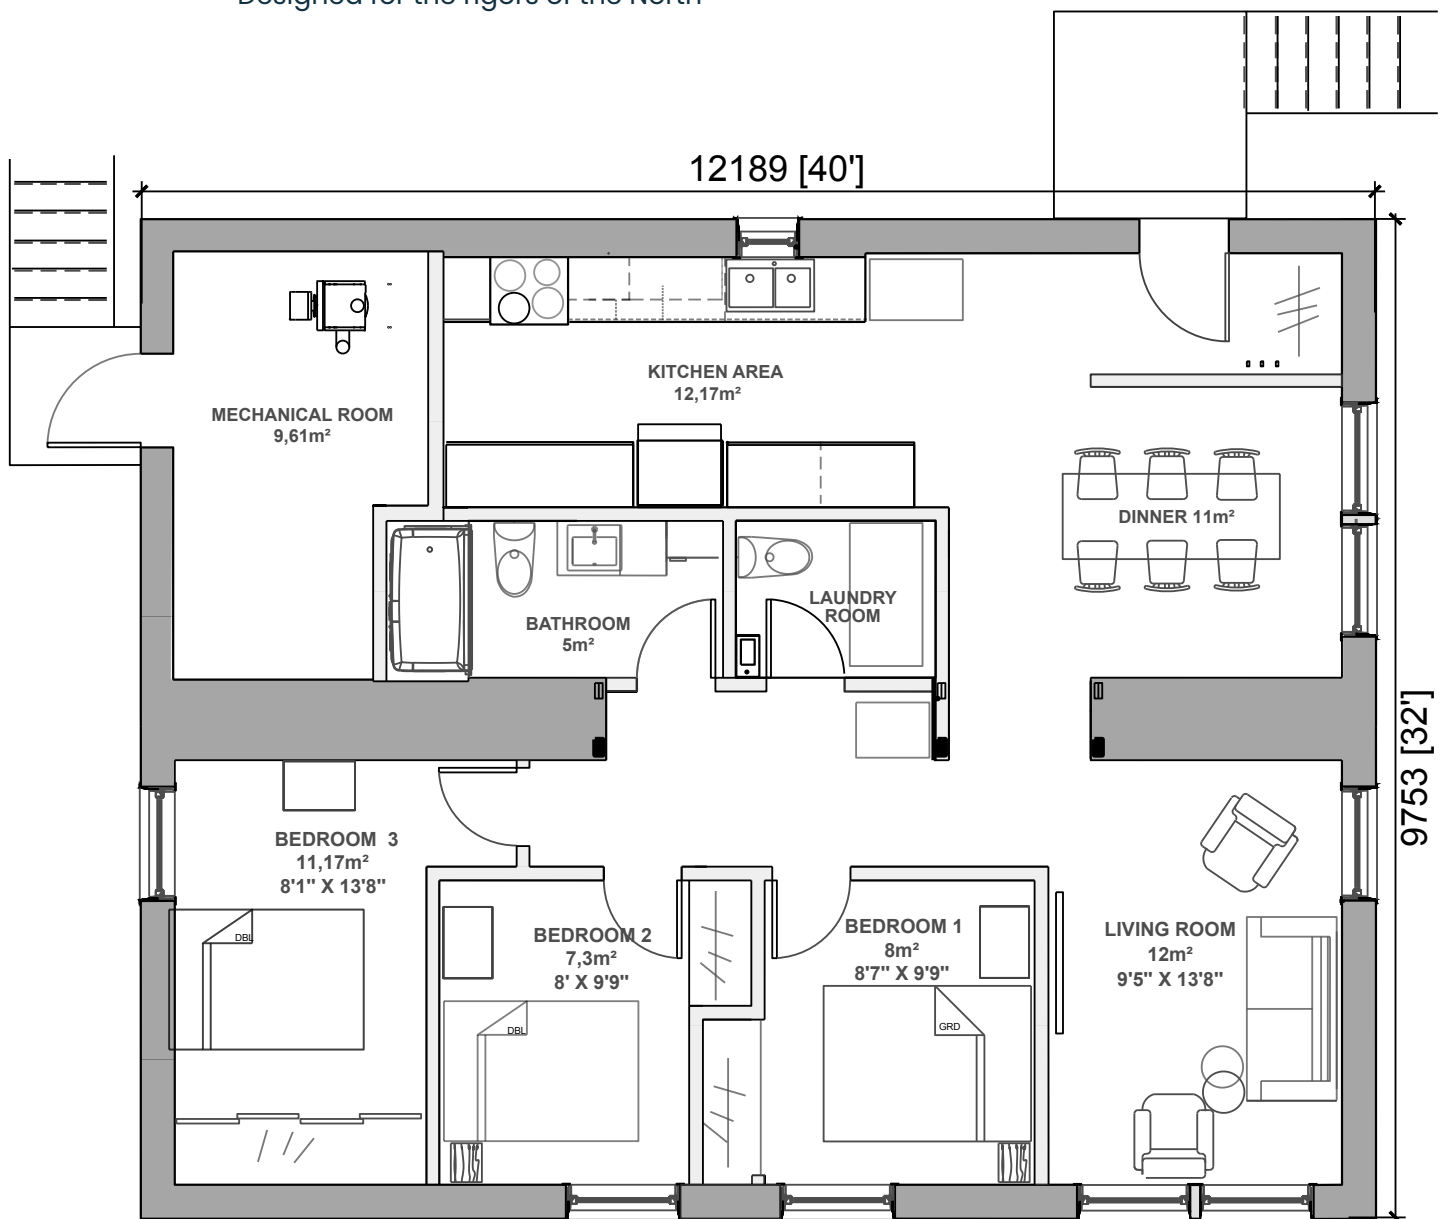 Designed for the rigers of the North
12189 [40']
KITCHEN AREA
12,17m²
MECHANICAL ROOM
9,61m²
DINNER 11m²
LAUNDRY
ROOM
BATHROOM
5m²
9753 [32']
BEDROOM 3
11,17m²
8'1" X 13'8"
DBL
BEDROOM 2
7,3m²
8' X 9'9"
DBL
BEDROOM 1
8m²
8'7" X 9'9"
GRD
LIVING ROOM
12m²
9'5" X 13'8"